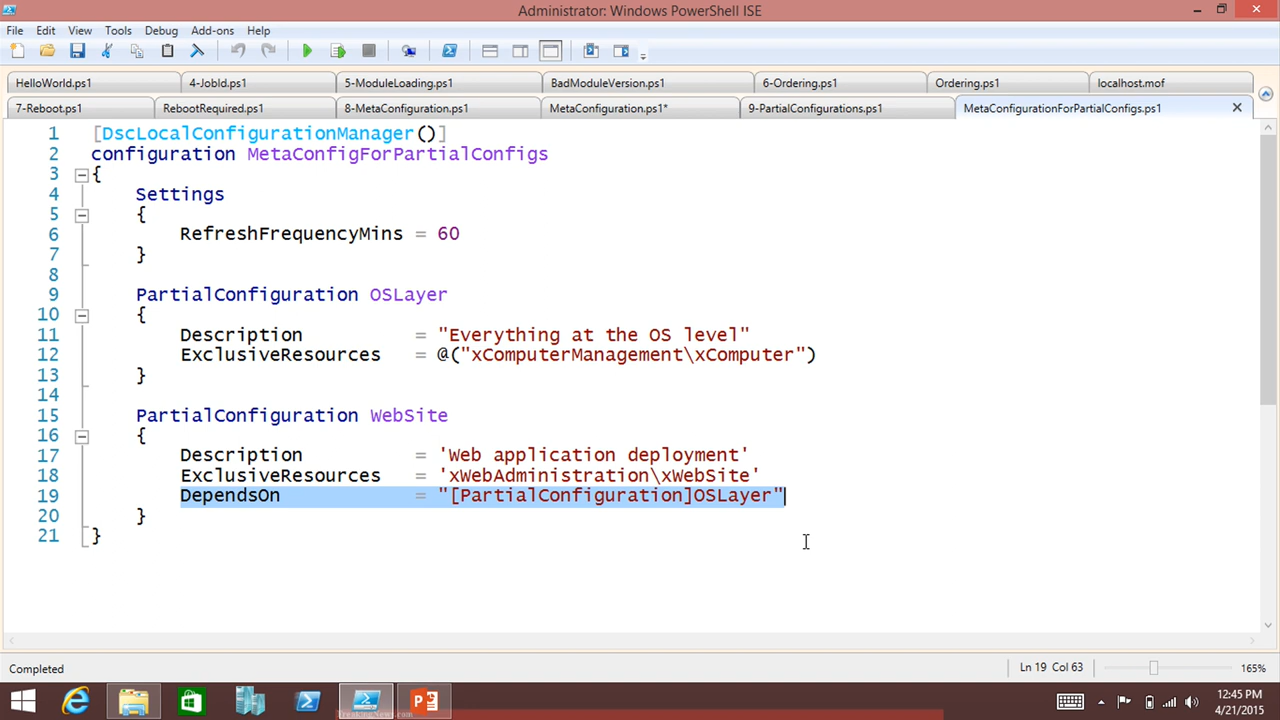 Administrator: Windows PowerShell ISE
File Edit View Tools Debug Add-ons Help
HelloWorld.ps1 4-JobId.ps1 5-ModuleLoading.ps1 BadModuleVersion.ps1 6-Ordering.ps1 Ordering.ps1 localhost.mof
7-Reboot.ps1 RebootRequired.ps1 8-MetaConfiguration.ps1 MetaConfiguration.ps1* 9-PartialConfigurations.ps1 MetaConfigurationForPartialConfigs.ps1
1 [DscLocalConfigurationManager()]
2 configuration MetaConfigForPartialConfigs
3 {
4 Settings
5 {
6 RefreshFrequencyMins = 60
7 }
8
9 PartialConfiguration OSLayer
10 {
11 Description = "Everything at the OS level"
12 ExclusiveResources = @("xComputerManagement\xComputer")
13 }
14
15 PartialConfiguration WebSite
16 {
17 Description = 'Web application deployment'
18 ExclusiveResources = 'xWebAdministration\xWebSite'
19 DependsOn = "[PartialConfiguration]OSLayer"
20 }
21 }
Completed Ln 19 Col 63 165%
12:45 PM
4/21/2015